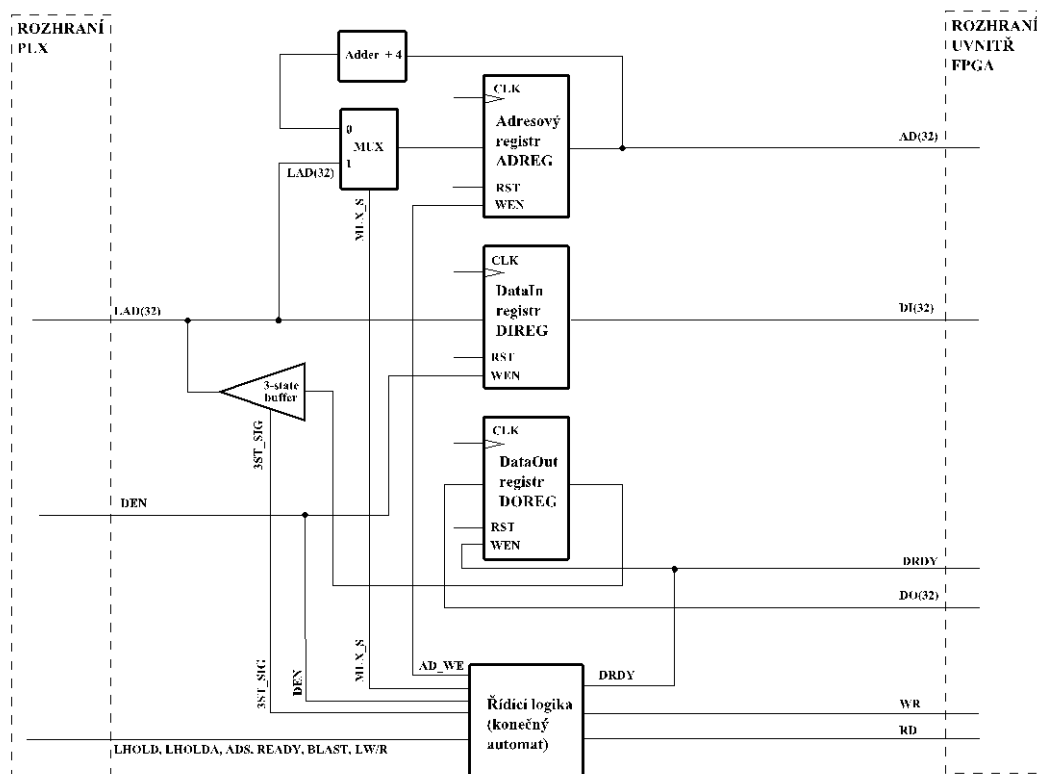 ROZHRANÍ
PLX
ROZHRANÍ
UVNITŘ
FPGA
Adder + 4
CLK
Adresový
registr
ADREG
RST
WEN
0
MUX
1
LAD(32)
MUX_S
AD(32)
CLK
DataIn
registr
DIREG
RST
WEN
LAD(32)
DI(32)
3-state
buffer
3ST_SIG
CLK
DataOut
registr
DOREG
RST
WEN
DEN
DRDY
DO(32)
3ST_SIG
DEN
MUX_S
AD_WE
DRDY
Řídící logika
(konečný
automat)
WR
RD
LHOLD, LHOLDA, ADS, READY, BLAST, LW/R